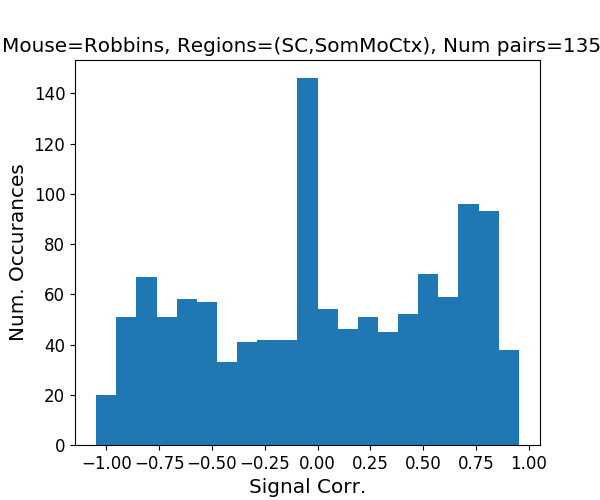 Mouse=Robbins, Regions=(SC,SomMoCtx), Num pairs=135
140
120
100
80
60
40
20
0
Num. Occurances
−1.00 −0.75 −0.50 −0.25 0.00 0.25 0.50 0.75 1.00
Signal Corr.